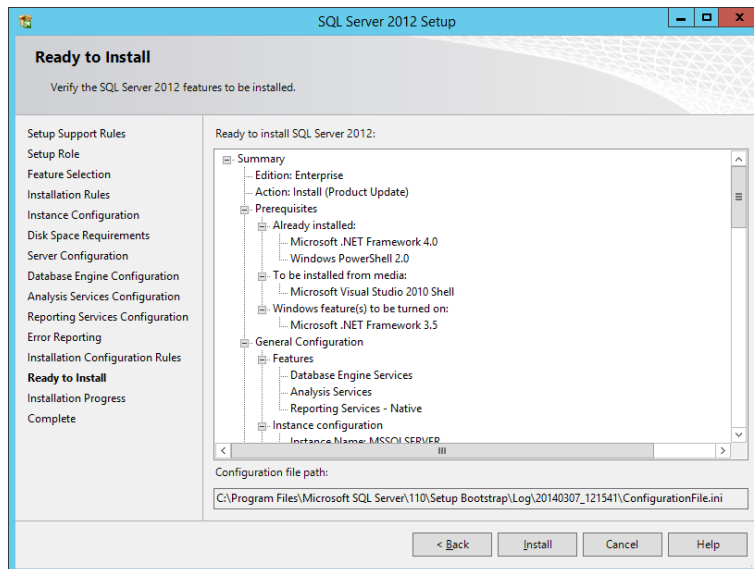 SQL Server 2012 Setup
Ready to Install
Verify the SQL Server 2012 features to be installed.
Setup Support Rules
Setup Role
Feature Selection
Installation Rules
Instance Configuration
Disk Space Requirements
Server Configuration
Database Engine Configuration
Analysis Services Configuration
Reporting Services Configuration
Error Reporting
Installation Configuration Rules
Ready to Install
Installation Progress
Complete
Ready to install SQL Server 2012:
Summary
Edition: Enterprise
Action: Install (Product Update)
Prerequisites
Already installed:
Microsoft .NET Framework 4.0
Windows PowerShell 2.0
To be installed from media:
Microsoft Visual Studio 2010 Shell
Windows feature(s) to be turned on:
Microsoft .NET Framework 3.5
General Configuration
Features
Database Engine Services
Analysis Services
Reporting Services - Native
Instance configuration
Instance Name: MSSQLSERVER
Configuration file path:
C:\Program Files\Microsoft SQL Server\110\Setup Bootstrap\Log\20140307_121541\ConfigurationFile.ini
< Back
Install
Cancel
Help